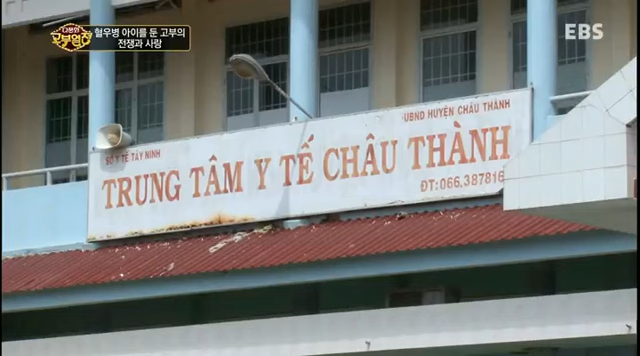 다문화 고부열전
혈우병 아이를 둔 고부의
전쟁과 사랑
EBS
SỞ Y TẾ TÂY NINH
UBND HUYỆN CHÂU THÀNH
TRUNG TÂM Y TẾ CHÂU THÀNH
ĐT:066.387816